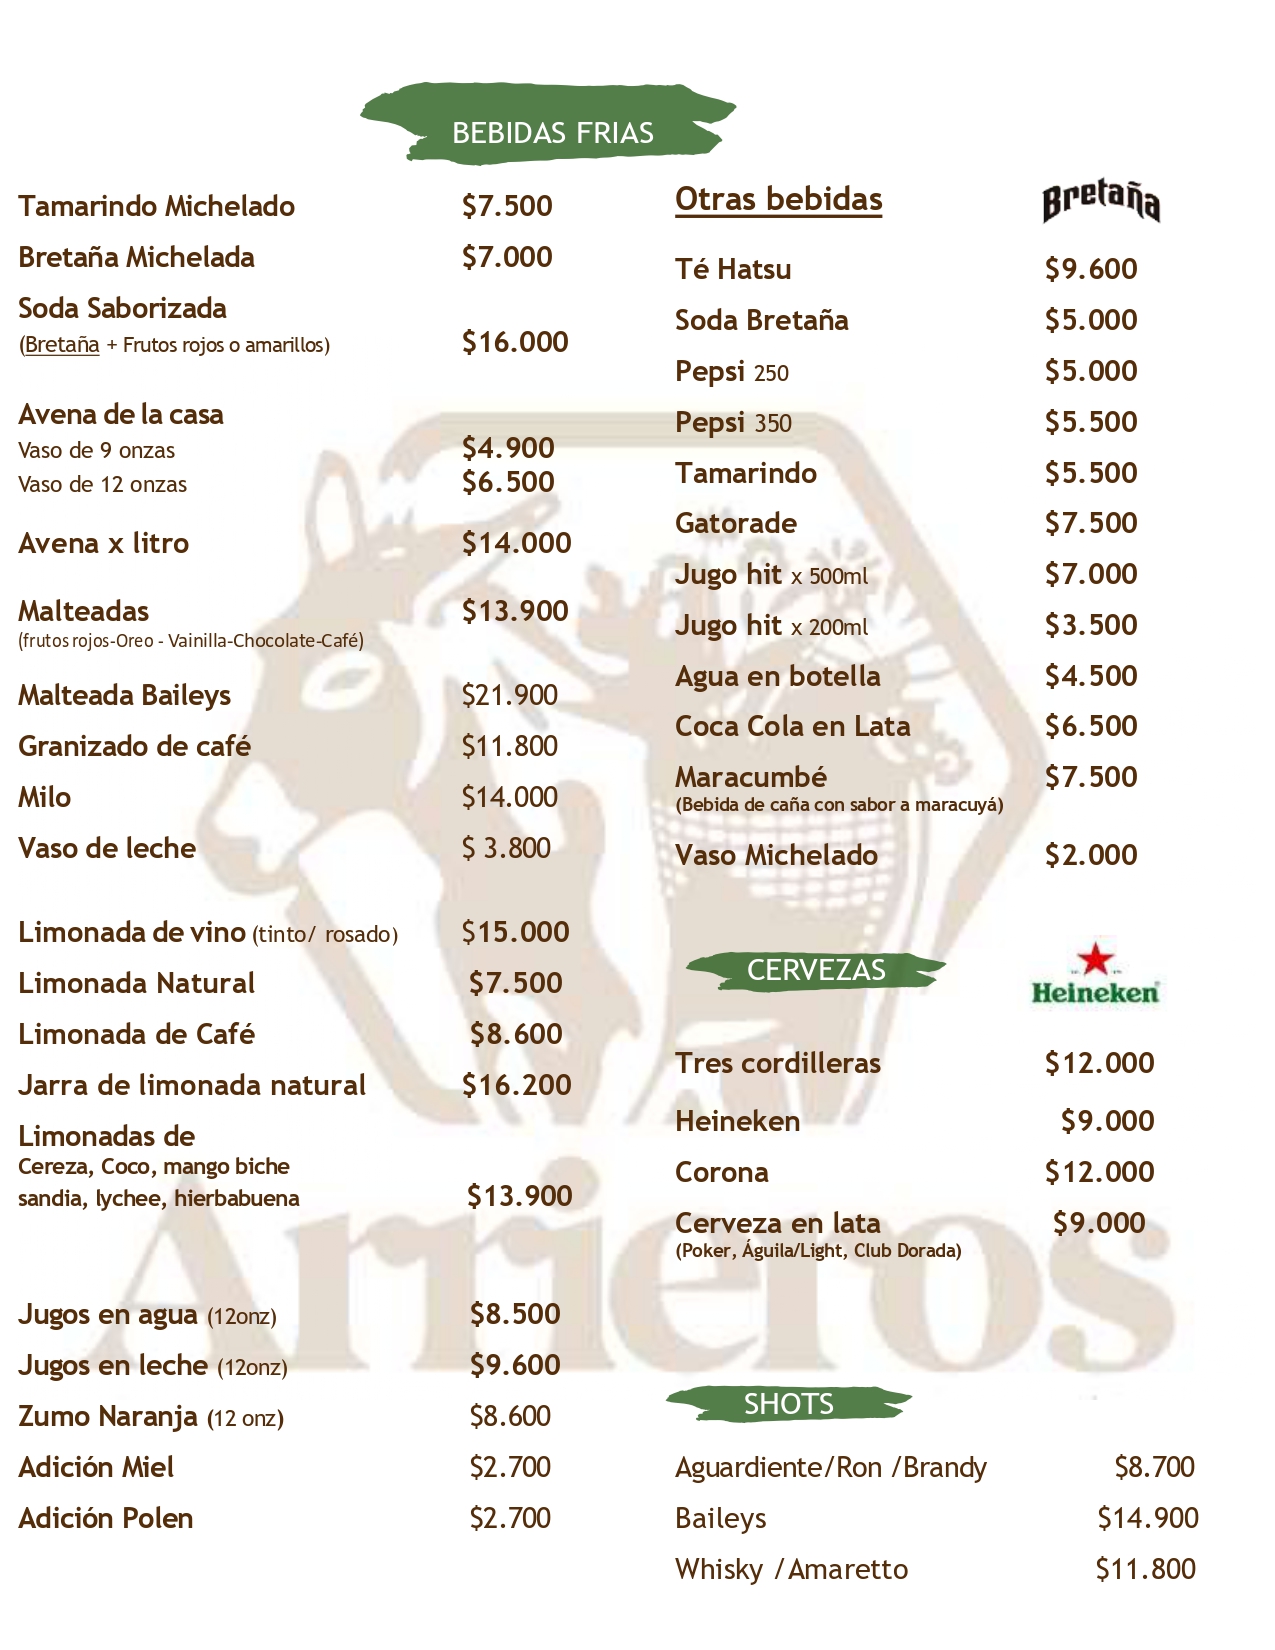 BEBIDAS FRIAS
Tamarindo Michelado $7.500
Bretaña Michelada $7.000
Soda Saborizada
(Bretaña + Frutos rojos o amarillos) $16.000
Avena de la casa
Vaso de 9 onzas $4.900
Vaso de 12 onzas $6.500
Avena x litro $14.000
Malteadas $13.900
(frutos rojos-Oreo - Vainilla-Chocolate-Café)
Malteada Baileys $21.900
Granizado de café $11.800
Milo $14.000
Vaso de leche $ 3.800
Limonada de vino (tinto/ rosado) $15.000
Limonada Natural $7.500
Limonada de Café $8.600
Jarra de limonada natural $16.200
Limonadas de
Cereza, Coco, mango biche
sandia, lychee, hierbabuena $13.900
Jugos en agua (12onz) $8.500
Jugos en leche (12onz) $9.600
Zumo Naranja (12 onz) $8.600
Adición Miel $2.700
Adición Polen $2.700
Otras bebidas Bretaña
Té Hatsu $9.600
Soda Bretaña $5.000
Pepsi 250 $5.000
Pepsi 350 $5.500
Tamarindo $5.500
Gatorade $7.500
Jugo hit x 500ml $7.000
Jugo hit x 200ml $3.500
Agua en botella $4.500
Coca Cola en Lata $6.500
Maracumbé $7.500
(Bebida de caña con sabor a maracuyá)
Vaso Michelado $2.000
CERVEZAS Heineken
Tres cordilleras $12.000
Heineken $9.000
Corona $12.000
Cerveza en lata $9.000
(Poker, Águila/Light, Club Dorada)
SHOTS
Aguardiente/Ron /Brandy $8.700
Baileys $14.900
Whisky /Amaretto $11.800
Arrieros